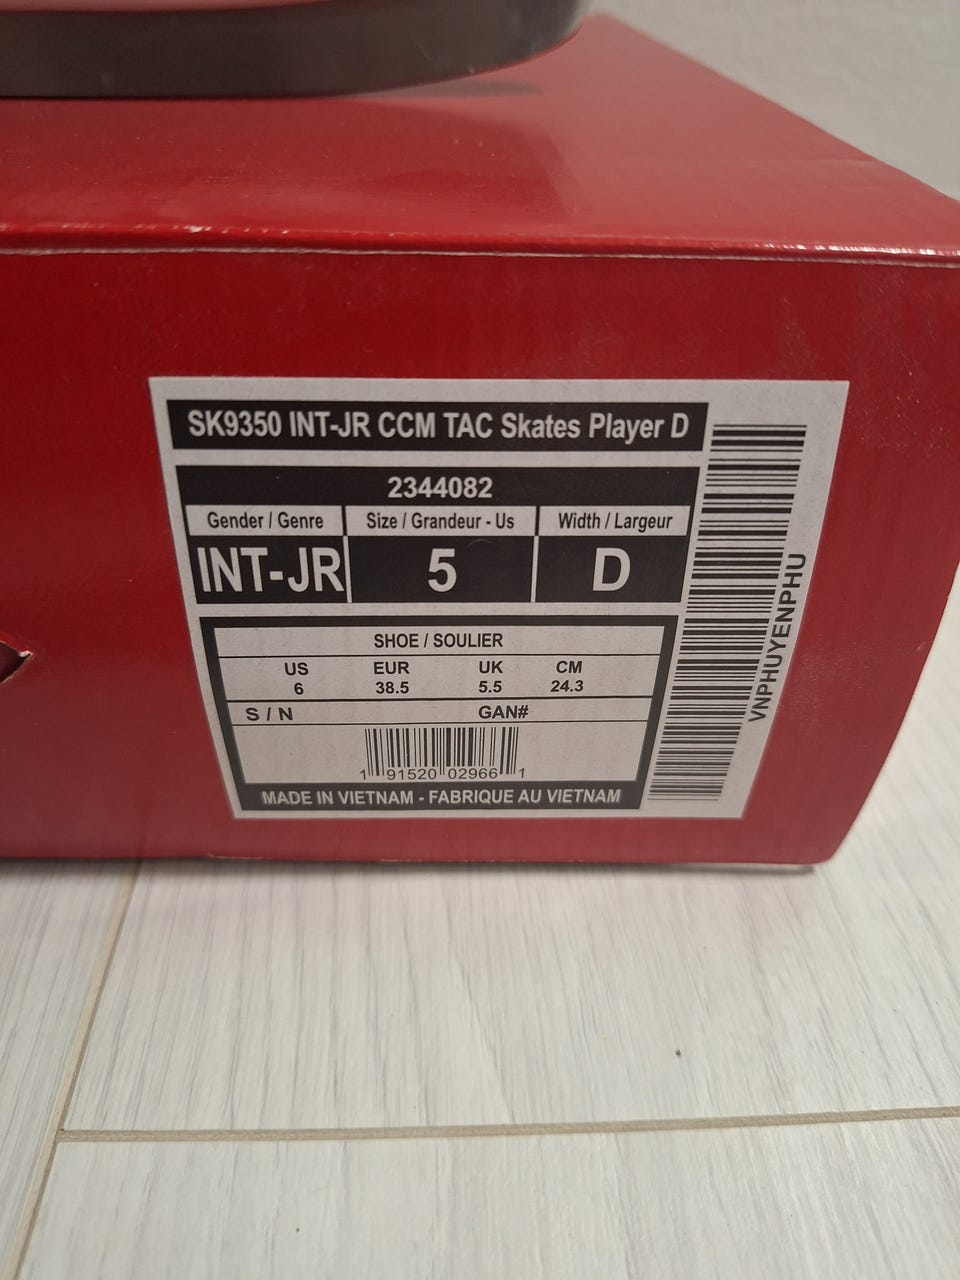 SK9350 INT-JR CCM TAC Skates Player D
2344082
Gender / Genre Size / Grandeur - Us Width / Largeur
INT-JR 5 D
SHOE / SOULIER
US EUR UK CM
6 38.5 5.5 24.3
S / N GAN#
1 91520 02966 1
MADE IN VIETNAM - FABRIQUE AU VIETNAM
VNPHUYENPHU